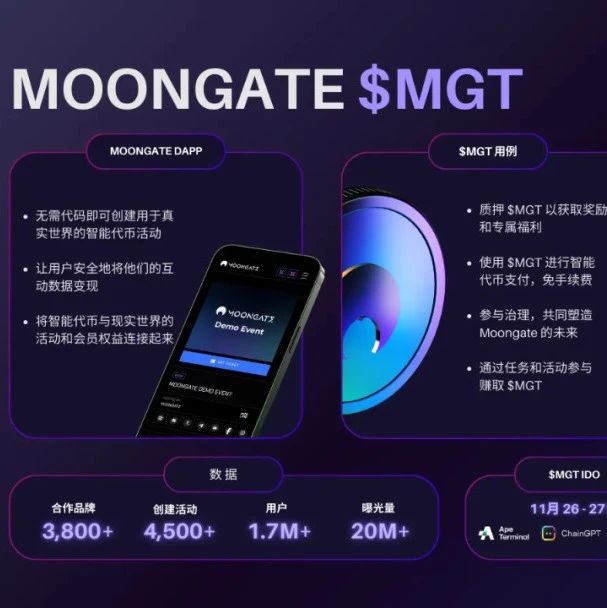 MOONGATE $MGT
MOONGATE DAPP
无需代码即可创建用于真
实世界的智能代币活动
让用户安全地将他们的互
动数据变现
将智能代币与现实世界的
活动和会员权益连接起来
MOONGATE
MOONGATE
Demo Event
MOONGATE DEMO EVENT
MOONGATE
$MGT 用例
质押 $MGT 以获取奖励
和专属福利
使用 $MGT 进行智能
代币支付，免手续费
参与治理，共同塑造
Moongate 的未来
通过任务和活动参与
赚取 $MGT
数据
合作品牌
3,800+
创建活动
4,500+
用户
1.7M+
曝光量
20M+
$MGT IDO
11月 26 - 27
Ape
Terminal
ChainGPT